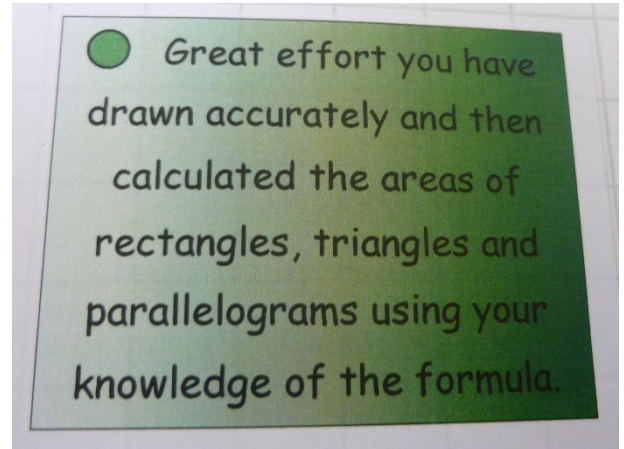 Great effort you have
drawn accurately and then
calculated the areas of
rectangles, triangles and
parallelograms using your
knowledge of the formula.